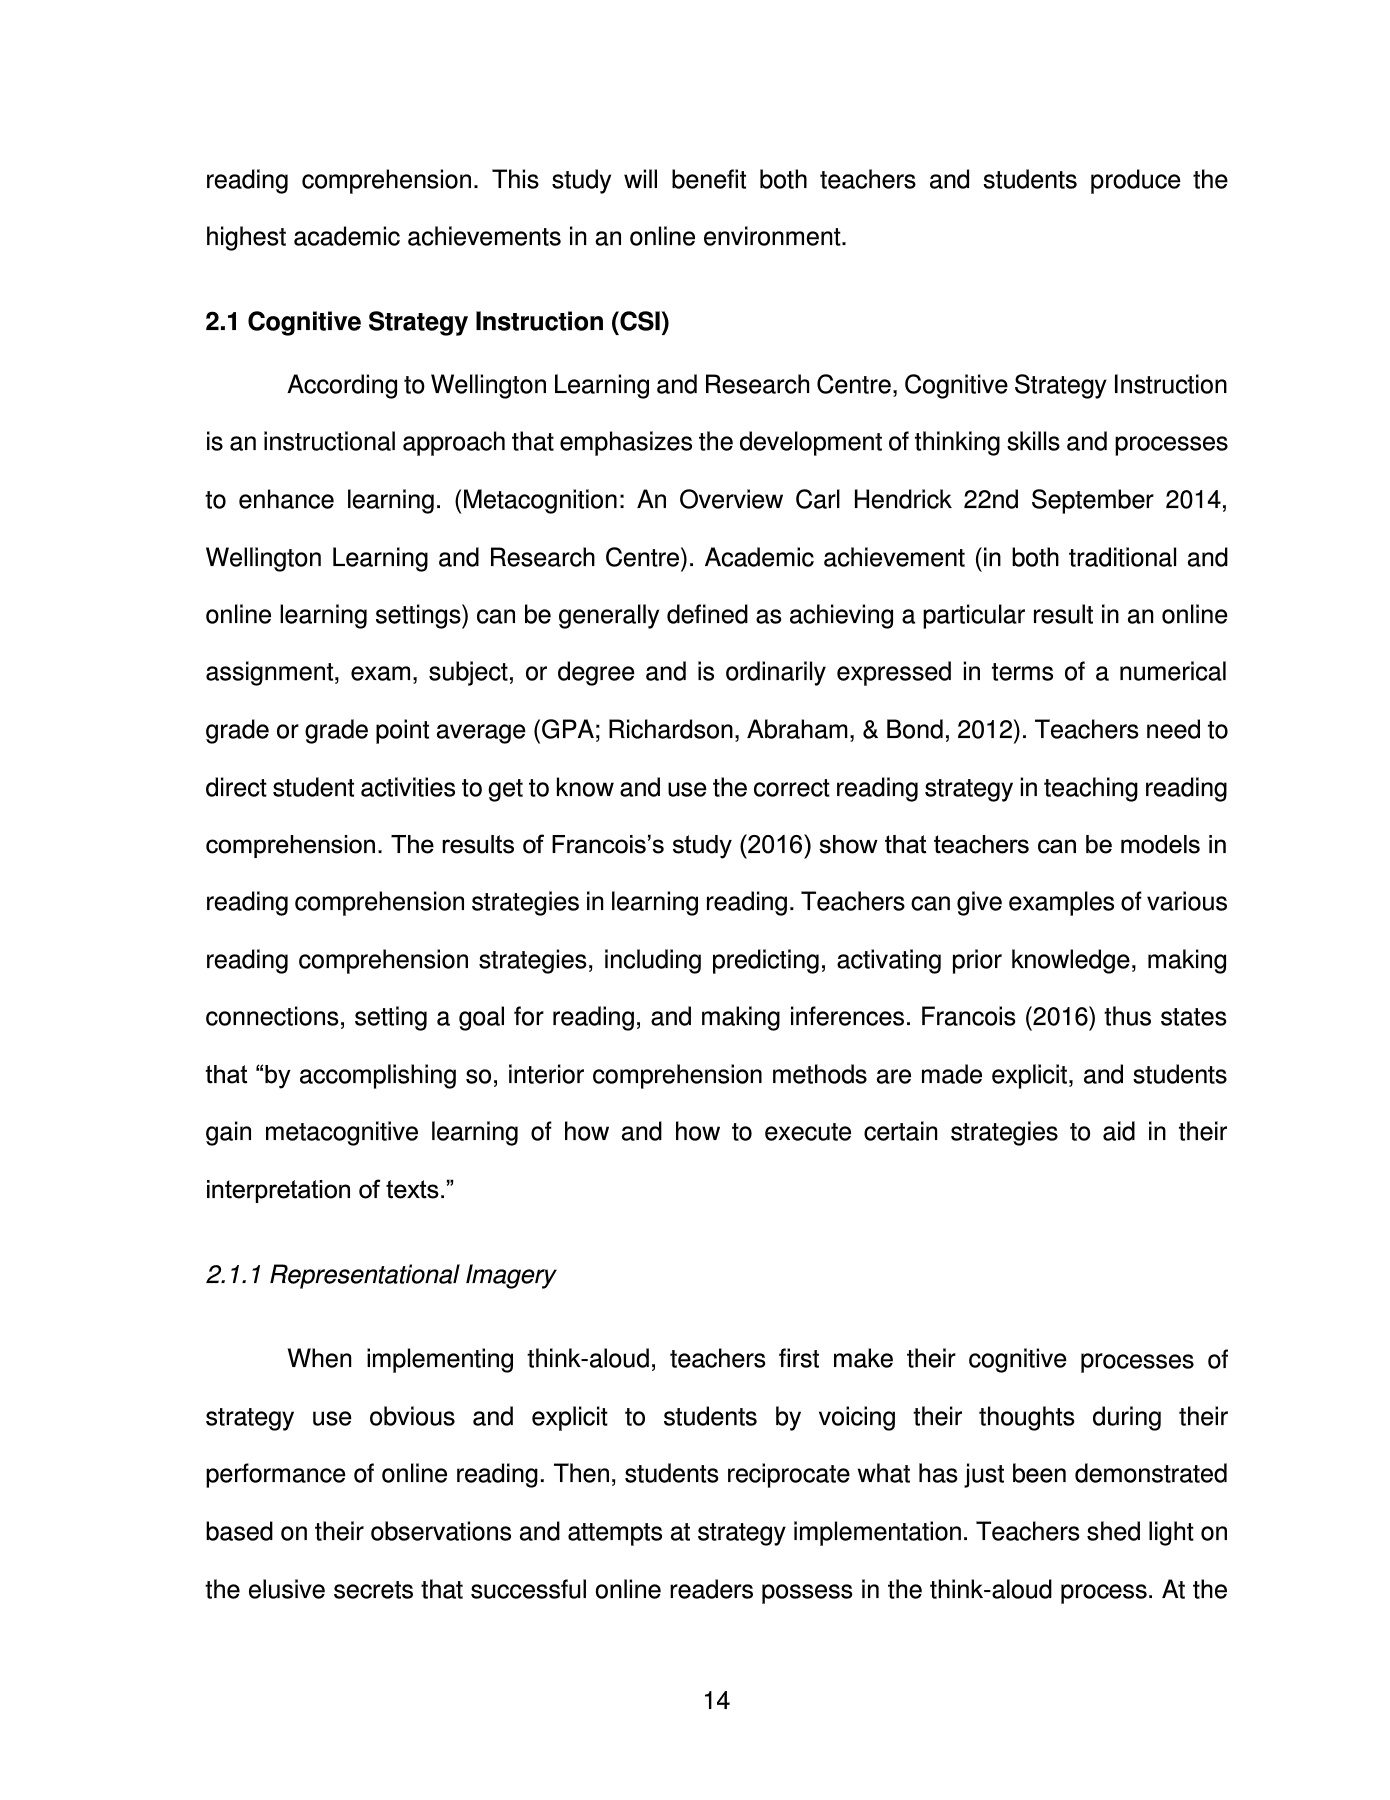 reading comprehension. This study will benefit both teachers and students produce the
highest academic achievements in an online environment.
2.1 Cognitive Strategy Instruction (CSI)
According to Wellington Learning and Research Centre, Cognitive Strategy Instruction
is an instructional approach that emphasizes the development of thinking skills and processes
to enhance learning. (Metacognition: An Overview Carl Hendrick 22nd September 2014,
Wellington Learning and Research Centre). Academic achievement (in both traditional and
online learning settings) can be generally defined as achieving a particular result in an online
assignment, exam, subject, or degree and is ordinarily expressed in terms of a numerical
grade or grade point average (GPA; Richardson, Abraham, & Bond, 2012). Teachers need to
direct student activities to get to know and use the correct reading strategy in teaching reading
comprehension. The results of Francois’s study (2016) show that teachers can be models in
reading comprehension strategies in learning reading. Teachers can give examples of various
reading comprehension strategies, including predicting, activating prior knowledge, making
connections, setting a goal for reading, and making inferences. Francois (2016) thus states
that “by accomplishing so, interior comprehension methods are made explicit, and students
gain metacognitive learning of how and how to execute certain strategies to aid in their
interpretation of texts.”
2.1.1 Representational Imagery
When implementing think-aloud, teachers first make their cognitive processes of
strategy use obvious and explicit to students by voicing their thoughts during their
performance of online reading. Then, students reciprocate what has just been demonstrated
based on their observations and attempts at strategy implementation. Teachers shed light on
the elusive secrets that successful online readers possess in the think-aloud process. At the
14